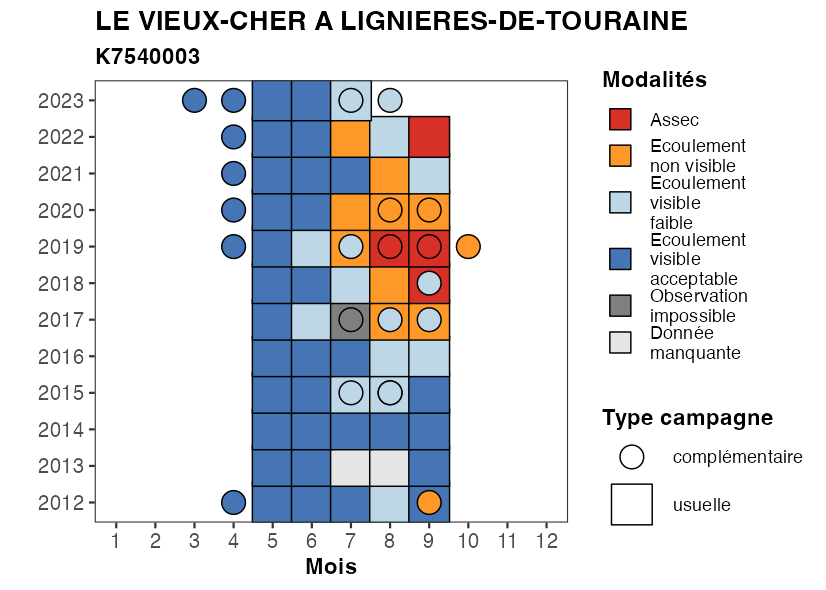 LE VIEUX-CHER A LIGNIERES-DE-TOURAINE
K7540003
2023
2022
2021
2020
2019
2018
2017
2016
2015
2014
2013
2012
1 2 3 4 5 6 7 8 9 10 11 12
Mois
Modalités
Assec
Ecoulement
non visible
Ecoulement
visible
faible
Ecoulement
visible
acceptable
Observation
impossible
Donnée
manquante
Type campagne
complémentaire
usuelle